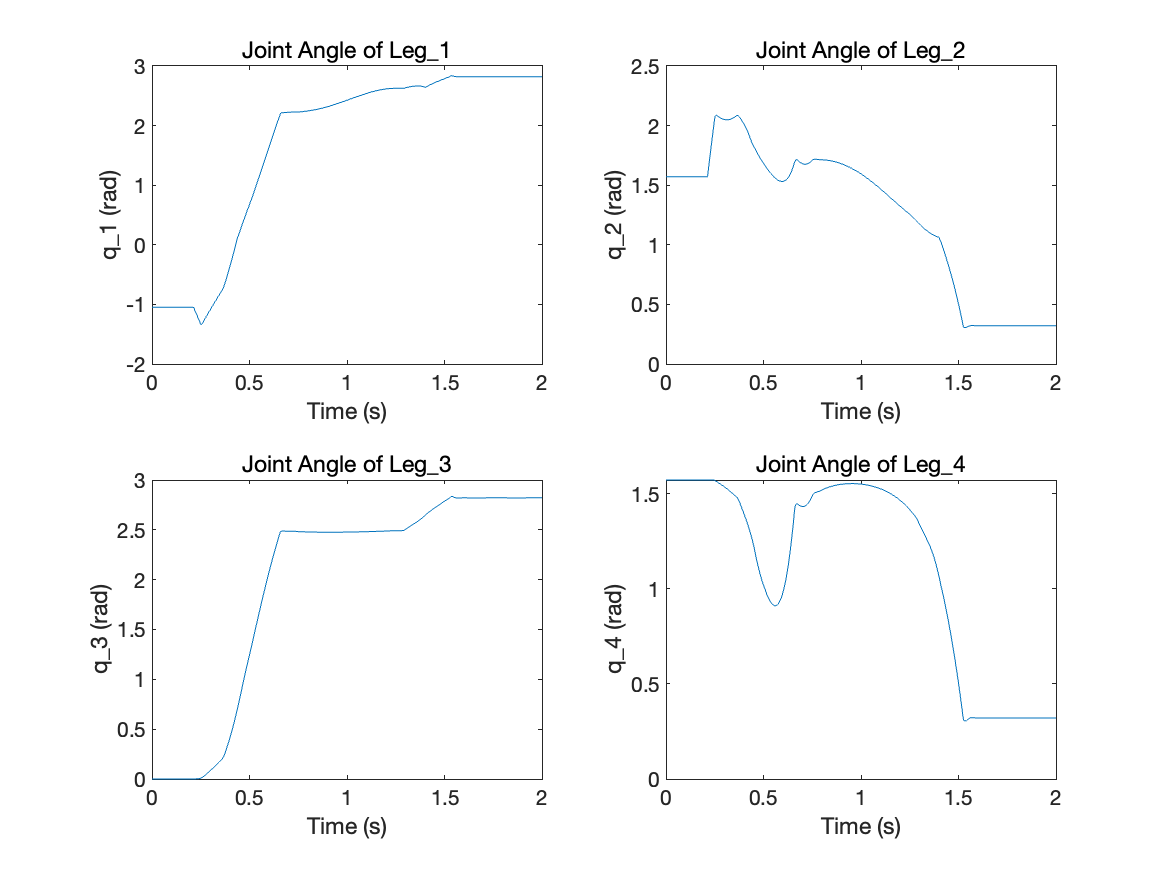 Joint Angle of Leg_1
3
2
1
0
-1
-2
q_1 (rad)
0 0.5 1 1.5 2
Time (s)
Joint Angle of Leg_2
2.5
2
1.5
1
0.5
0
q_2 (rad)
0 0.5 1 1.5 2
Time (s)
Joint Angle of Leg_3
3
2.5
2
1.5
1
0.5
0
q_3 (rad)
0 0.5 1 1.5 2
Time (s)
Joint Angle of Leg_4
1.5
1
0.5
0
q_4 (rad)
0 0.5 1 1.5 2
Time (s)